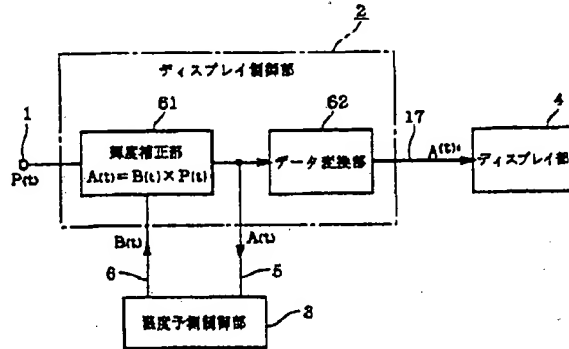 2
ディスプレイ制御部
61
62
4
1
17
P(t)
輝度補正部
A(t)=B(t)×P(t)
データ変換部
A(t)
ディスプレイ部
B(t)
A(t)
6
5
温度予測制御部
3